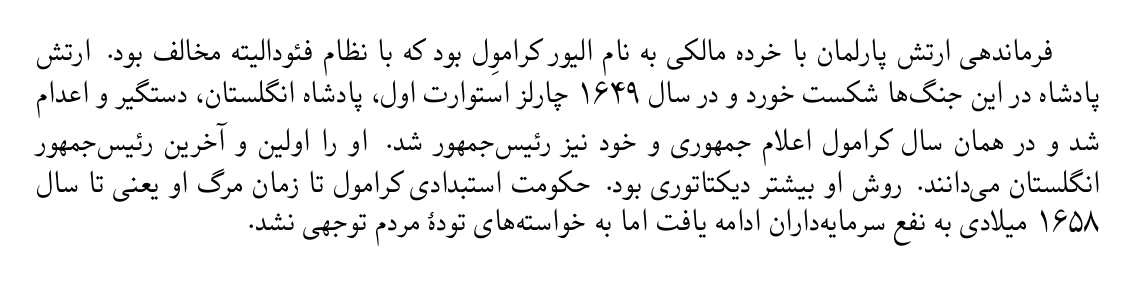 فرماندهی ارتش پارلمان با خرده مالکی به نام الیور کراموِل بود که با نظام فئودالیته مخالف بود. ارتش
پادشاه در این جنگ‌ها شکست خورد و در سال ۱۶۴۹ چارلز استوارت اول، پادشاه انگلستان، دستگیر و اعدام
شد و در همان سال کرامول اعلام جمهوری و خود نیز رئیس‌جمهور شد. او را اولین و آخرین رئیس‌جمهور
انگلستان می‌دانند. روش او بیشتر دیکتاتوری بود. حکومت استبدادی کرامول تا زمان مرگ او یعنی تا سال
۱۶۵۸ میلادی به نفع سرمایه‌داران ادامه یافت اما به خواسته‌های تودهٔ مردم توجهی نشد.